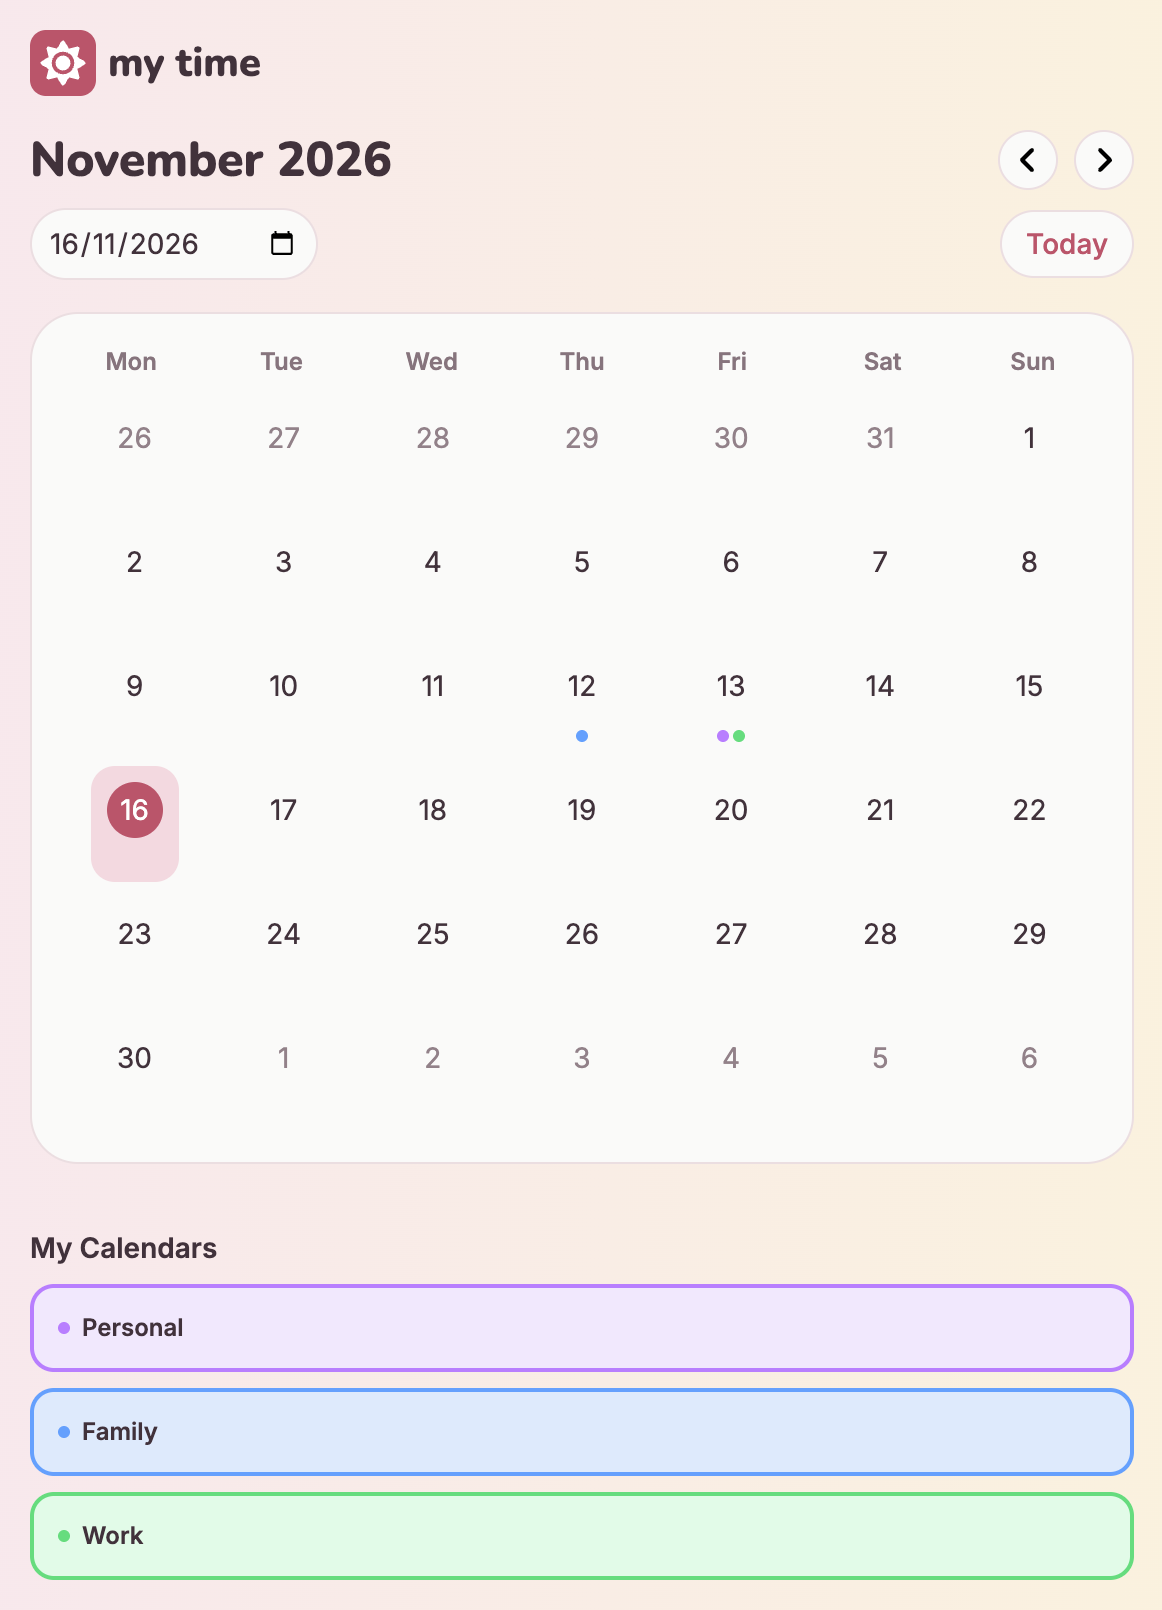 my time
November 2026
16/11/2026
Today
Mon Tue Wed Thu Fri Sat Sun
26 27 28 29 30 31 1
2 3 4 5 6 7 8
9 10 11 12 13 14 15
16 17 18 19 20 21 22
23 24 25 26 27 28 29
30 1 2 3 4 5 6
My Calendars
Personal
Family
Work